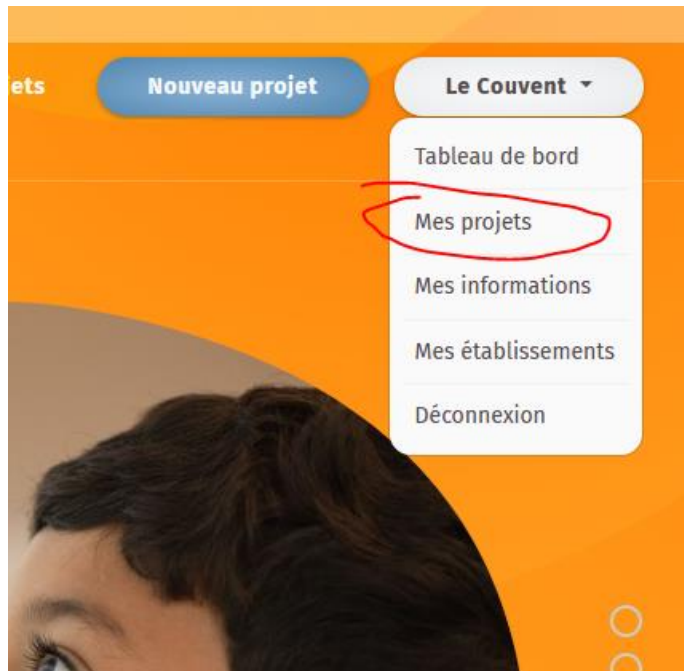 ets
Nouveau projet
Le Couvent
Tableau de bord
Mes projets
Mes informations
Mes établissements
Déconnexion